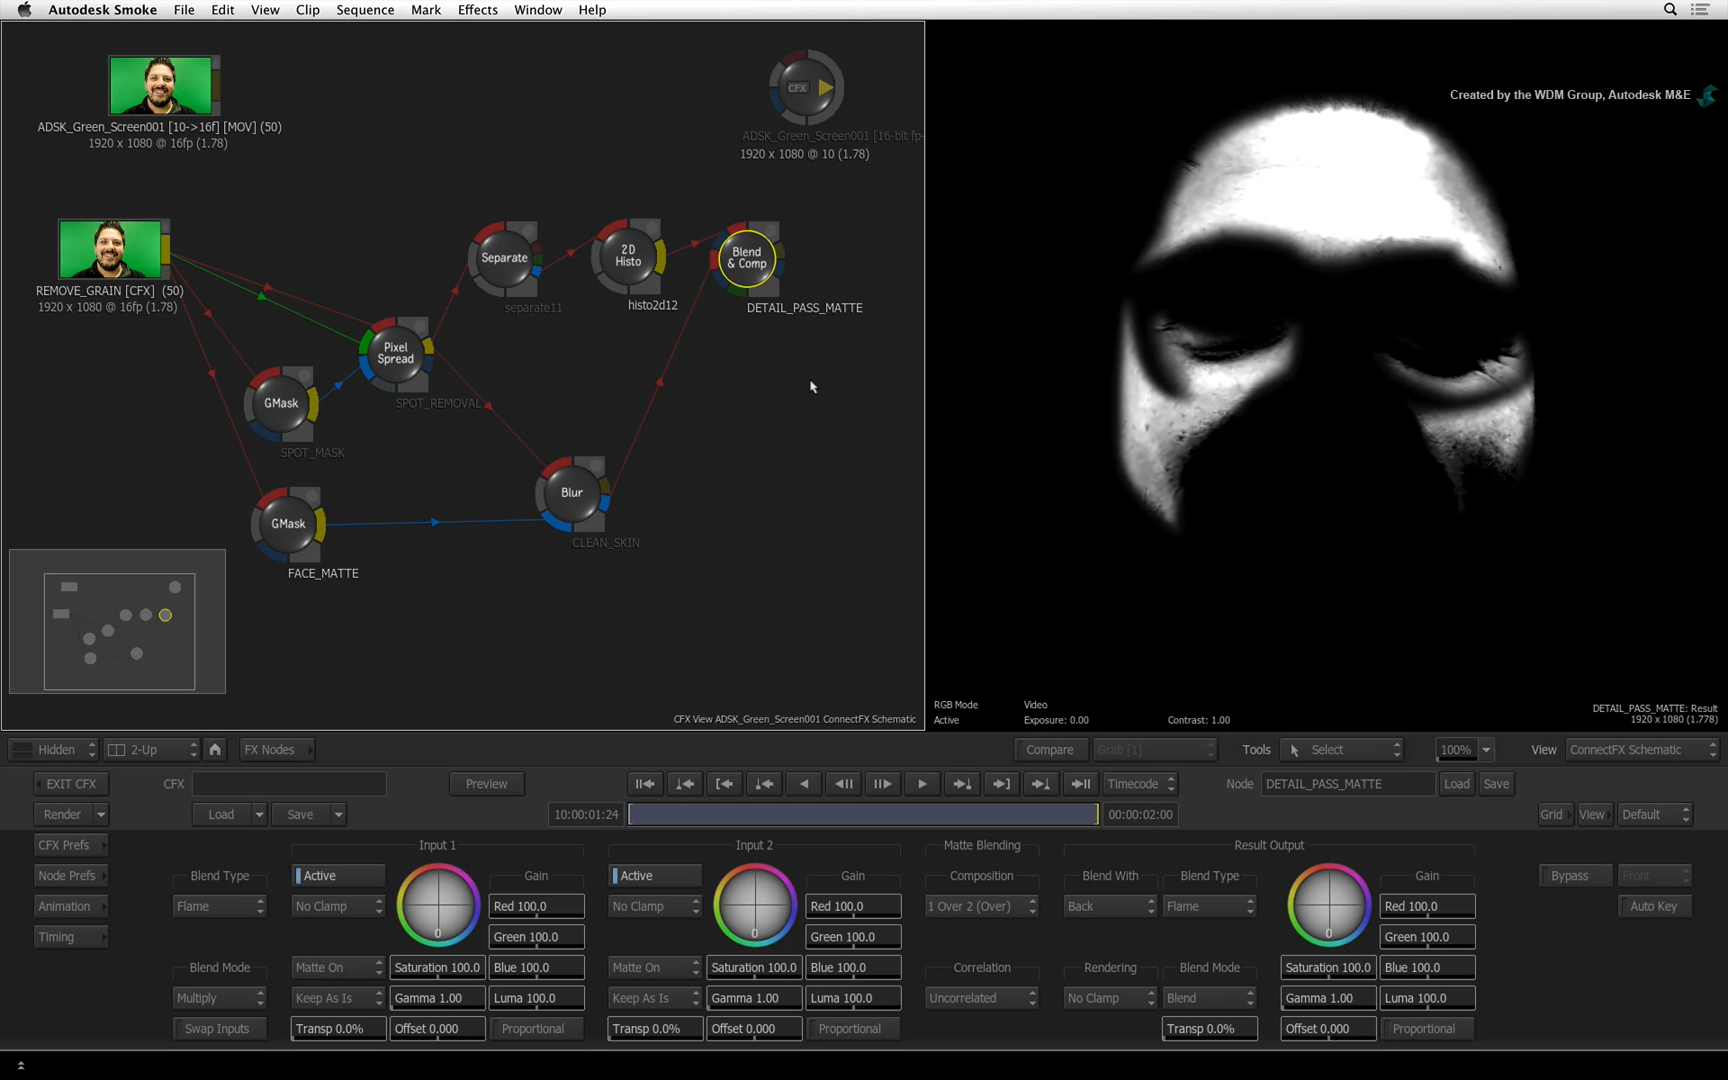 Autodesk Smoke File Edit View Clip Sequence Mark Effects Window Help
ADSK_Green_Screen001 [10->16f] [MOV] (50)
1920 x 1080 @ 16fp (1.78)
CFX
ADSK_Green_Screen001 [16-bit fp-
1920 x 1080 @ 10 (1.78)
Created by the WDM Group, Autodesk M&E
REMOVE_GRAIN [CFX] (50)
1920 x 1080 @ 16fp (1.78)
Separate
separate11
2D
Histo
histo2d12
Blend
& Comp
DETAIL_PASS_MATTE
Pixel
Spread
SPOT_REMOVAL
GMask
SPOT_MASK
GMask
FACE_MATTE
Blur
CLEAN_SKIN
CFX View ADSK_Green_Screen001 ConnectFX Schematic
RGB Mode Video
Active Exposure: 0.00 Contrast: 1.00
DETAIL_PASS_MATTE: Result
1920 x 1080 (1.778)
Hidden 2-Up FX Nodes Compare Grab [1] Tools Select 100% View ConnectFX Schematic
EXIT CFX CFX Preview Timecode Node DETAIL_PASS_MATTE Load Save
Render Load Save 10:00:01:24 00:00:02:00 Grid View Default
CFX Prefs Input 1 Input 2 Matte Blending Result Output
Node Prefs Blend Type Active Gain Active Gain Composition Blend With Blend Type Gain Bypass Front
Animation Flame No Clamp Red 100.0 No Clamp Red 100.0 1 Over 2 (Over) Back Flame Red 100.0 Auto Key
Timing 0 Green 100.0 0 Green 100.0 0 Green 100.0
Blend Mode Matte On Saturation 100.0 Blue 100.0 Matte On Saturation 100.0 Blue 100.0 Correlation Rendering Blend Mode Saturation 100.0 Blue 100.0
Multiply Keep As Is Gamma 1.00 Luma 100.0 Keep As Is Gamma 1.00 Luma 100.0 Uncorrelated No Clamp Blend Gamma 1.00 Luma 100.0
Swap Inputs Transp 0.0% Offset 0.000 Proportional Transp 0.0% Offset 0.000 Proportional Transp 0.0% Offset 0.000 Proportional